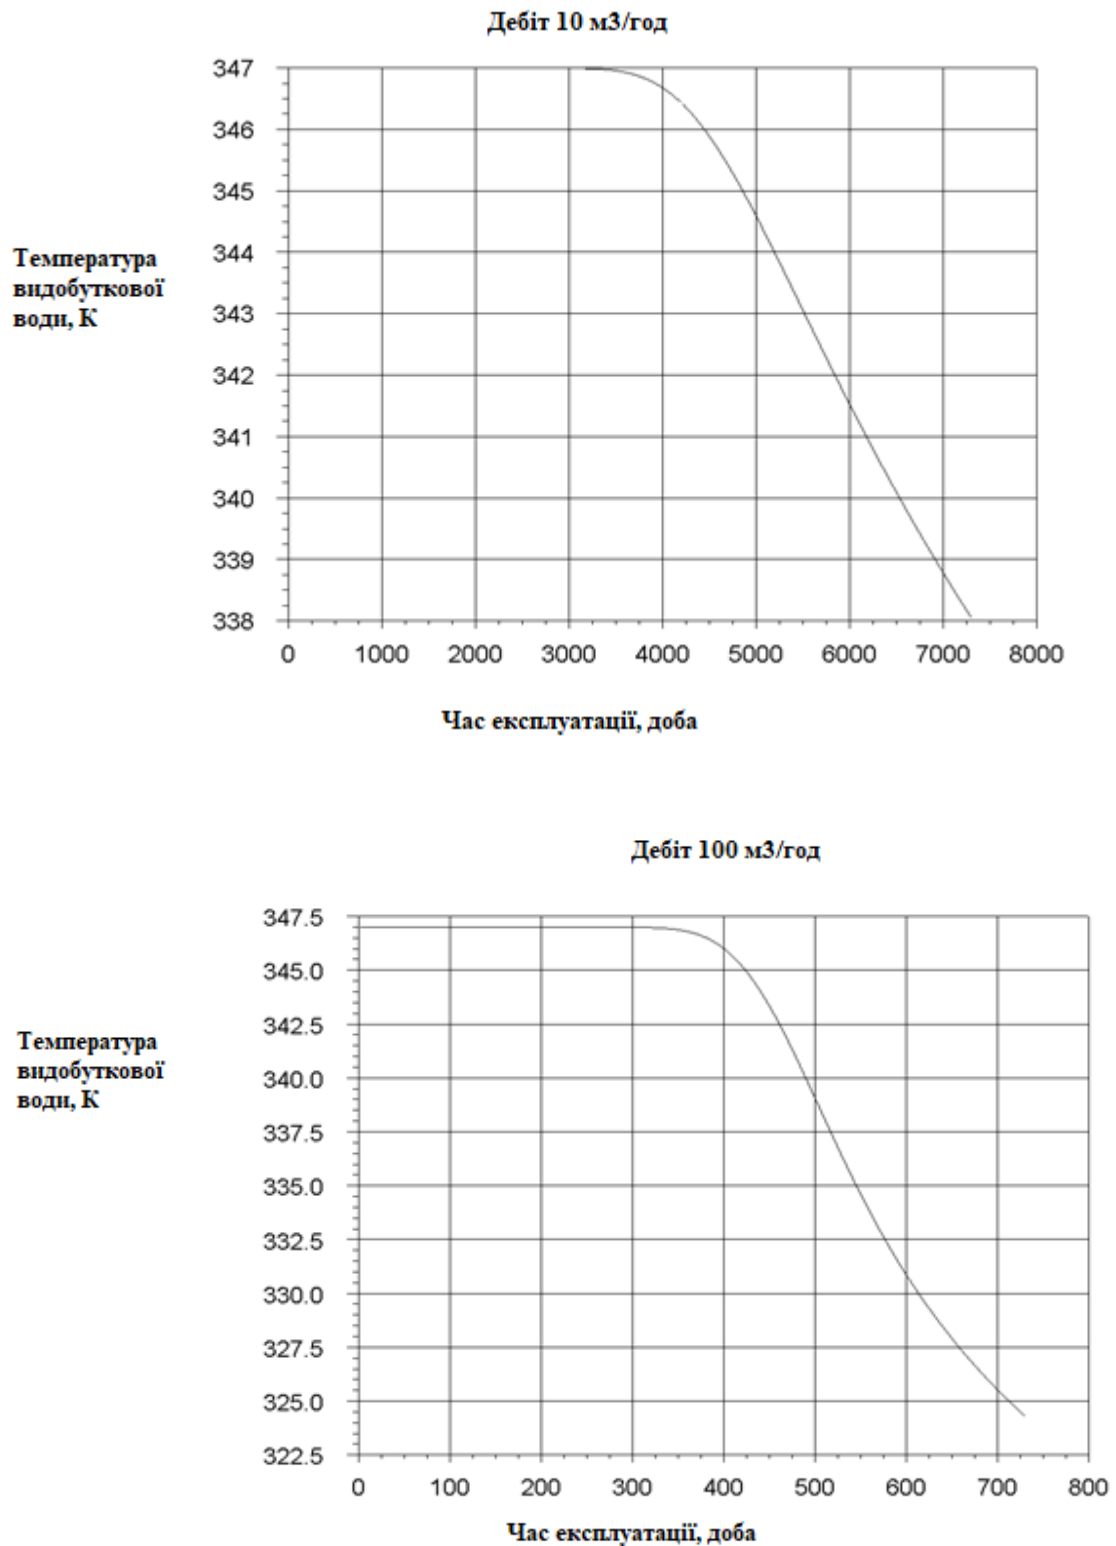 Дебіт 10 м3/год
347
346
345
344
343
342
341
340
339
338
Температура
видобуткової
води, К
0 1000 2000 3000 4000 5000 6000 7000 8000
Час експлуатації, доба
Дебіт 100 м3/год
347.5
345.0
342.5
340.0
337.5
335.0
332.5
330.0
327.5
325.0
322.5
Температура
видобуткової
води, К
0 100 200 300 400 500 600 700 800
Час експлуатації, доба